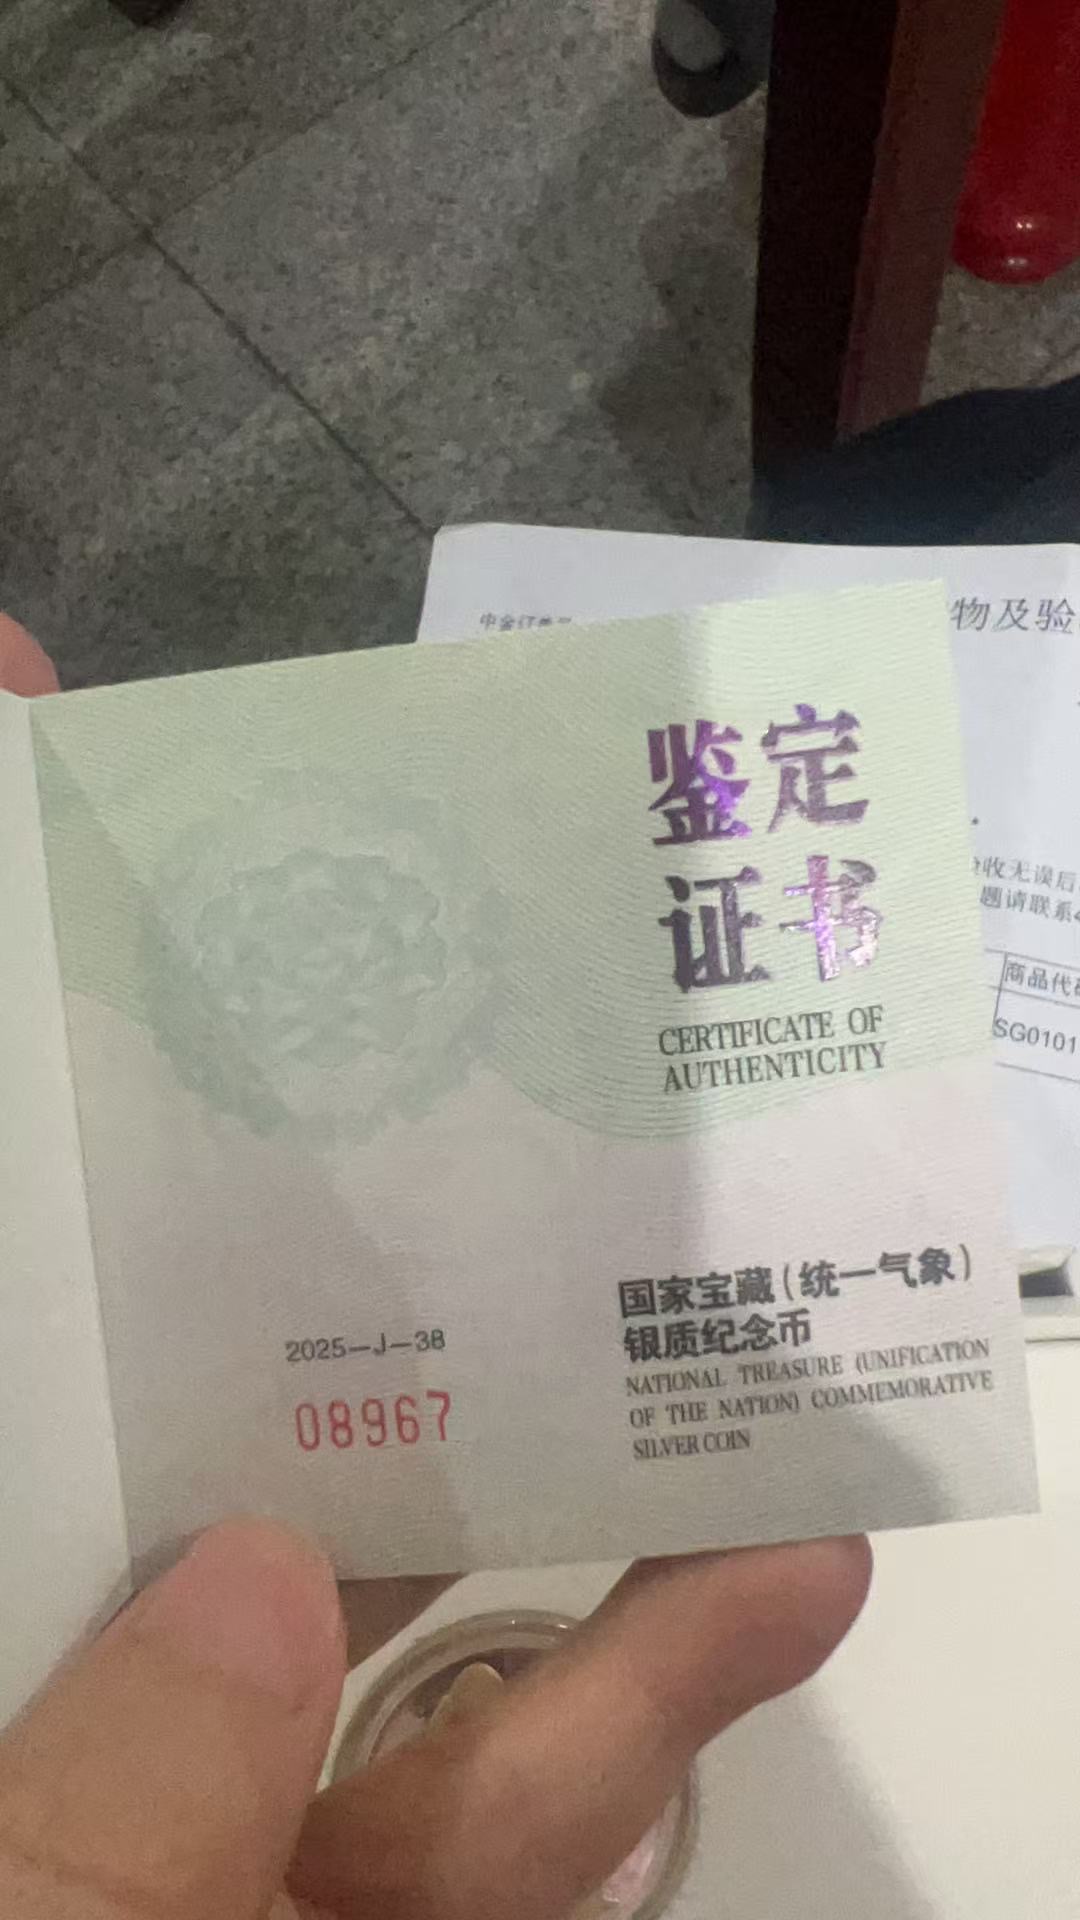 物及验
鉴定
证书
CERTIFICATE OF
AUTHENTICITY
收无误后
题请联系
商品代
SG0101
国家宝藏(统一气象)
银质纪念币
NATIONAL TREASURE (UNIFICATION
OF THE NATION) COMMEMORATIVE
SILVER COIN
2025-J-38
08967